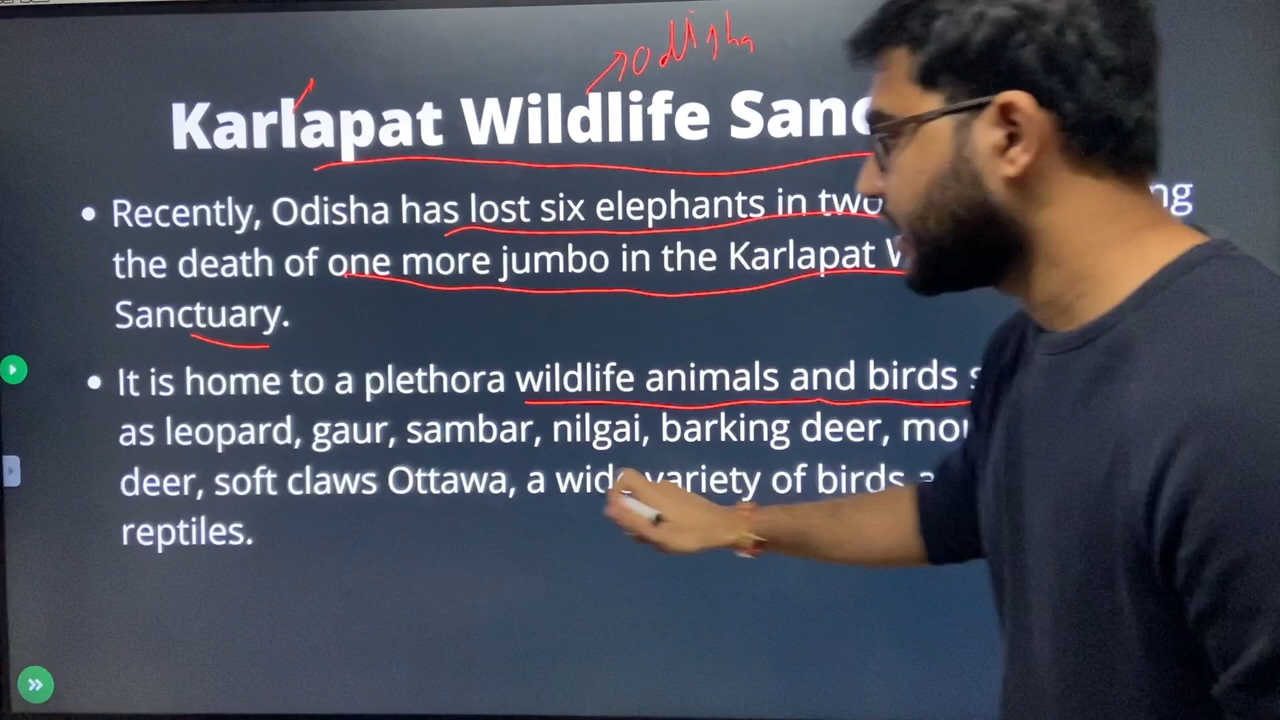 odisha
Karlapat Wildlife Sanc
Recently, Odisha has lost six elephants in two ng
the death of one more jumbo in the Karlapat W
Sanctuary.
It is home to a plethora wildlife animals and birds s
as leopard, gaur, sambar, nilgai, barking deer, mou
deer, soft claws Ottawa, a wide variety of birds a
reptiles.